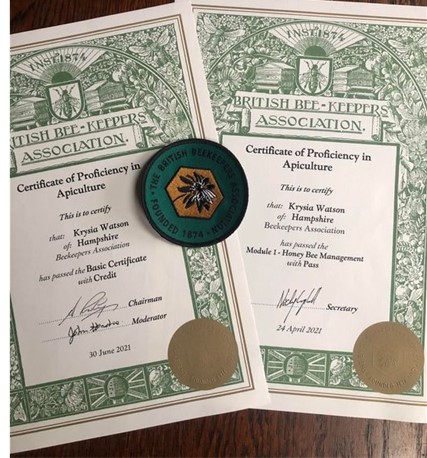 INST. 1874
BRITISH BEE-KEEPERS
ASSOCIATION.
Certificate of Proficiency in
Apiculture
This is to certify
that: Krysia Watson
of: Hampshire
Beekeepers Association
has passed the Basic Certificate
with Credit
Chairman
Moderator
30 June 2021
THE BRITISH BEEKEEPERS
FOUNDED 1874
INST. 1874
BRITISH BEE-KEEPERS
ASSOCIATION.
Certificate of Proficiency in
Apiculture
This is to certify
that: Krysia Watson
of: Hampshire
Beekeepers Association
has passed the
Module 1 - Honey Bee Management
with Pass
Secretary
24 April 2021